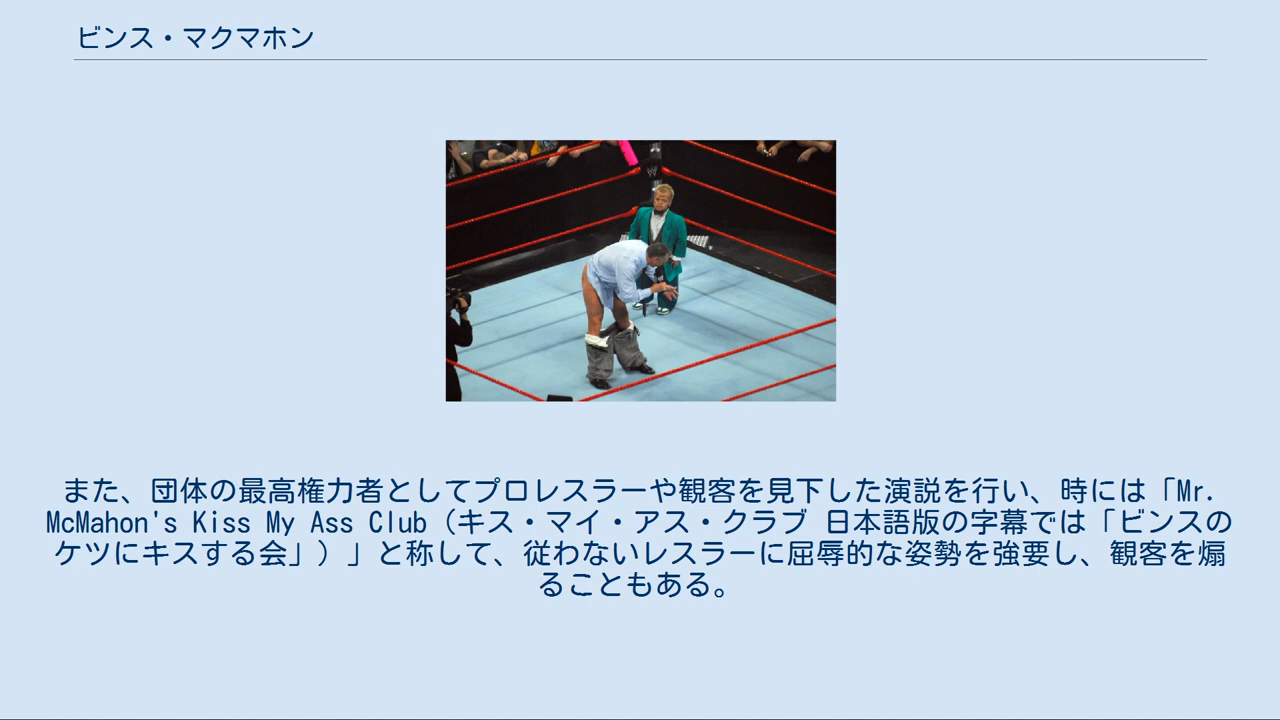 ビンス・マクマホン
また、団体の最高権力者としてプロレスラーや観客を見下した演説を行い、時には「Mr.
McMahon's Kiss My Ass Club（キス・マイ・アス・クラブ 日本語版の字幕では「ビンスの
ケツにキスする会」）」と称して、従わないレスラーに屈辱的な姿勢を強要し、観客を煽
ることもある。